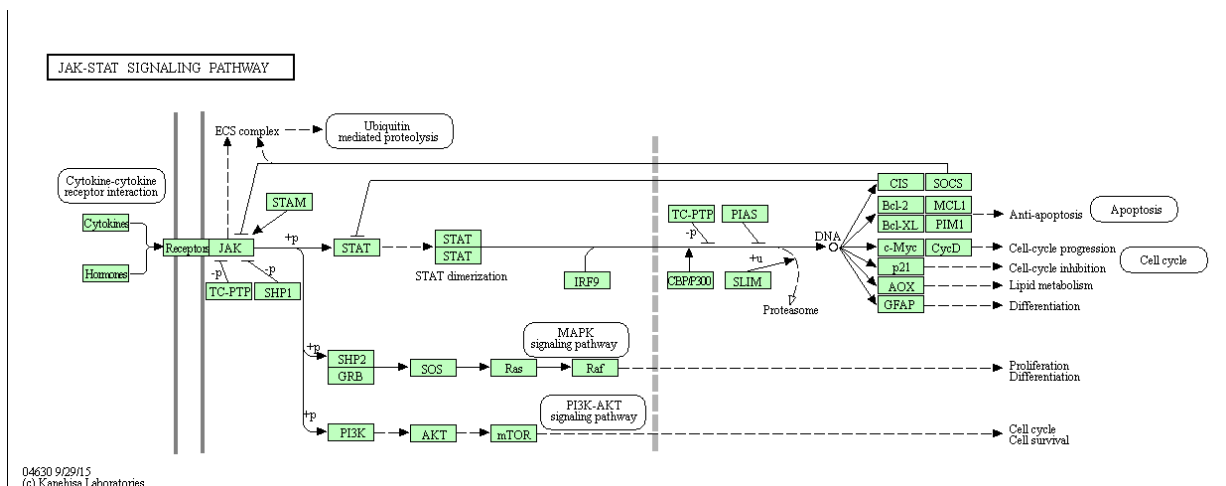 JAK-STAT SIGNALING PATHWAY
ECS complex
Ubiquitin
mediated proteolysis
Cytokine-cytokine
receptor interaction
STAM
CIS
SOCS
Cytokines
TC-PTP
PIAS
Bcl-2
MCL1
Bcl-XL
PIM1
Anti-apoptosis
Apoptosis
Receptors
JAK
+p
STAT
STAT
STAT
STAT dimerization
-p
DNA
c-Myc
CycD
Cell-cycle progression
Cell cycle
Hormones
-p
-p
TC-PTP
SHP1
IRF9
CBP/P300
+u
SLIM
Proteasome
p21
Cell-cycle inhibition
AOX
Lipid metabolism
GFAP
Differentiation
MAPK
signaling pathway
+p
SHP2
GRB
SOS
Ras
Raf
Proliferation
Differentiation
PI3K-AKT
signaling pathway
+p
PI3K
AKT
mTOR
Cell cycle
Cell survival
04630 9/29/15
(c) Kanehisa Laboratories